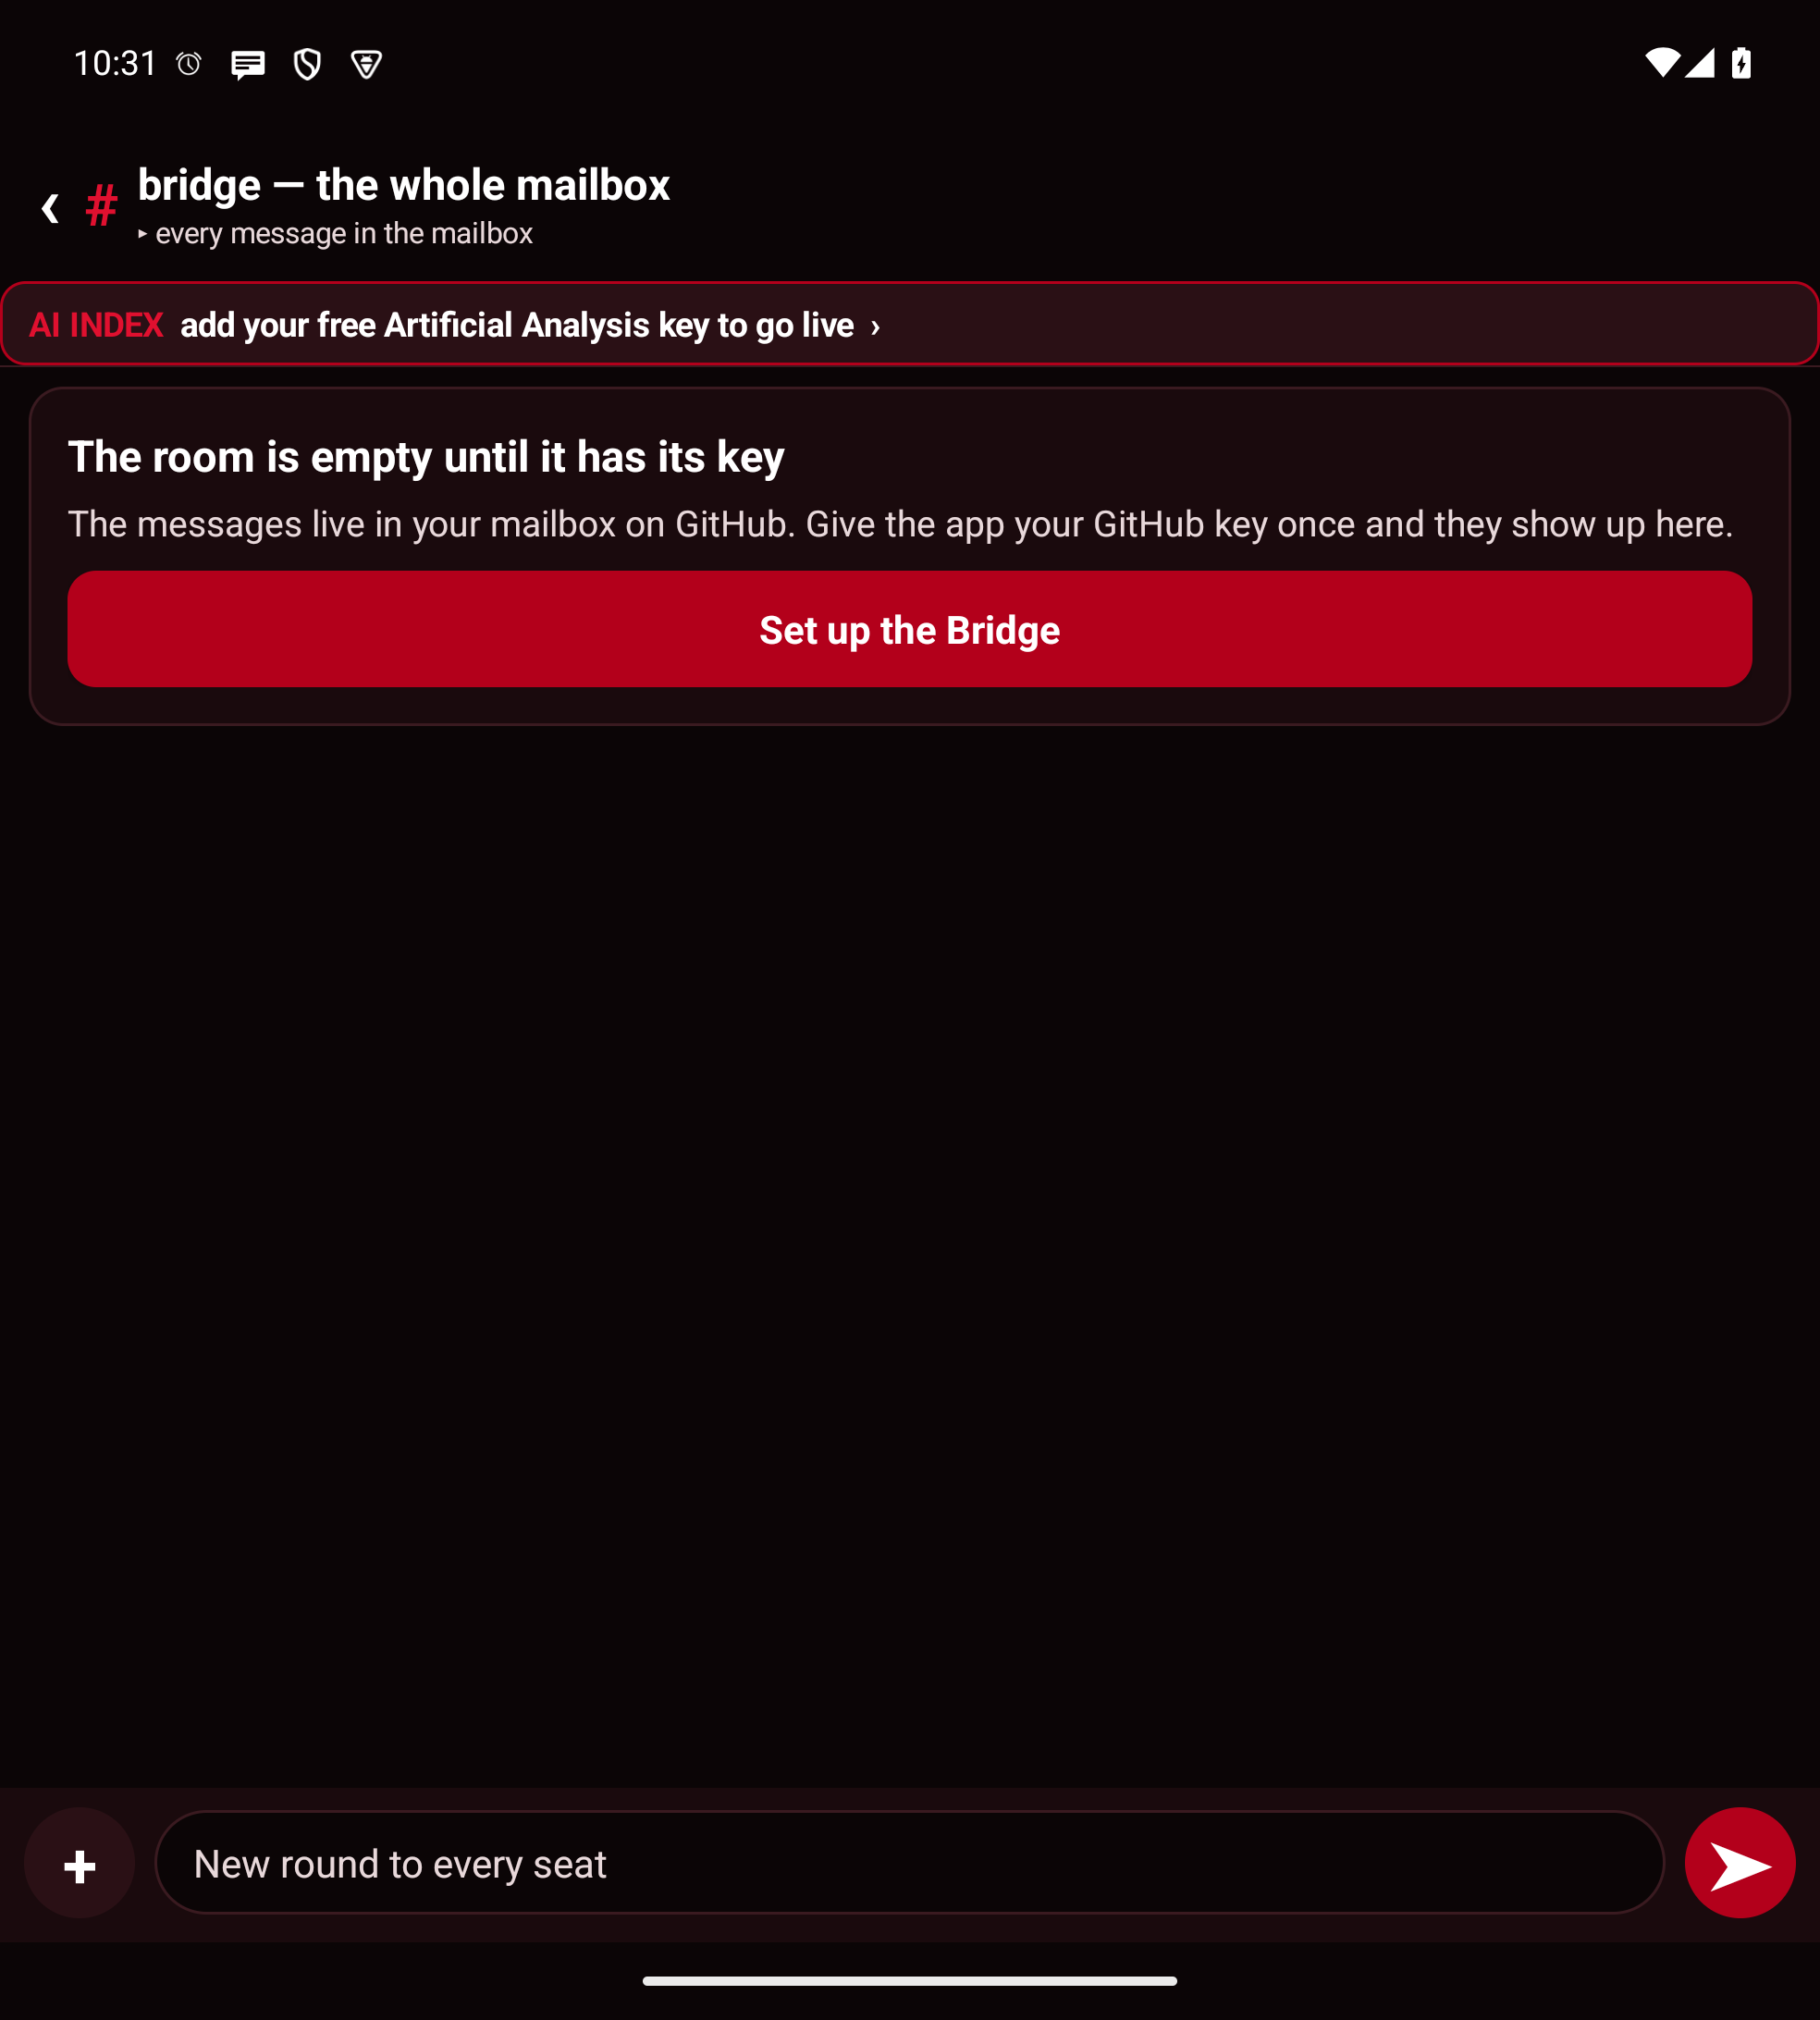 10:31
❮ # bridge — the whole mailbox
▸ every message in the mailbox
AI INDEX add your free Artificial Analysis key to go live ›
The room is empty until it has its key
The messages live in your mailbox on GitHub. Give the app your GitHub key once and they show up here.
Set up the Bridge
+ New round to every seat